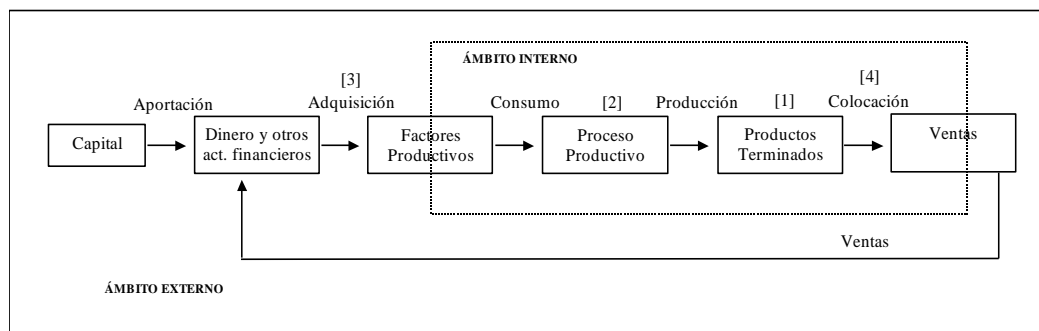 ÁMBITO INTERNO
[3]
[4]
Aportación
Adquisición
Consumo
[2]
Producción
[1]
Colocación
Capital
Dinero y otros
act. financieros
Factores
Productivos
Proceso
Productivo
Productos
Terminados
Ventas
Ventas
ÁMBITO EXTERNO